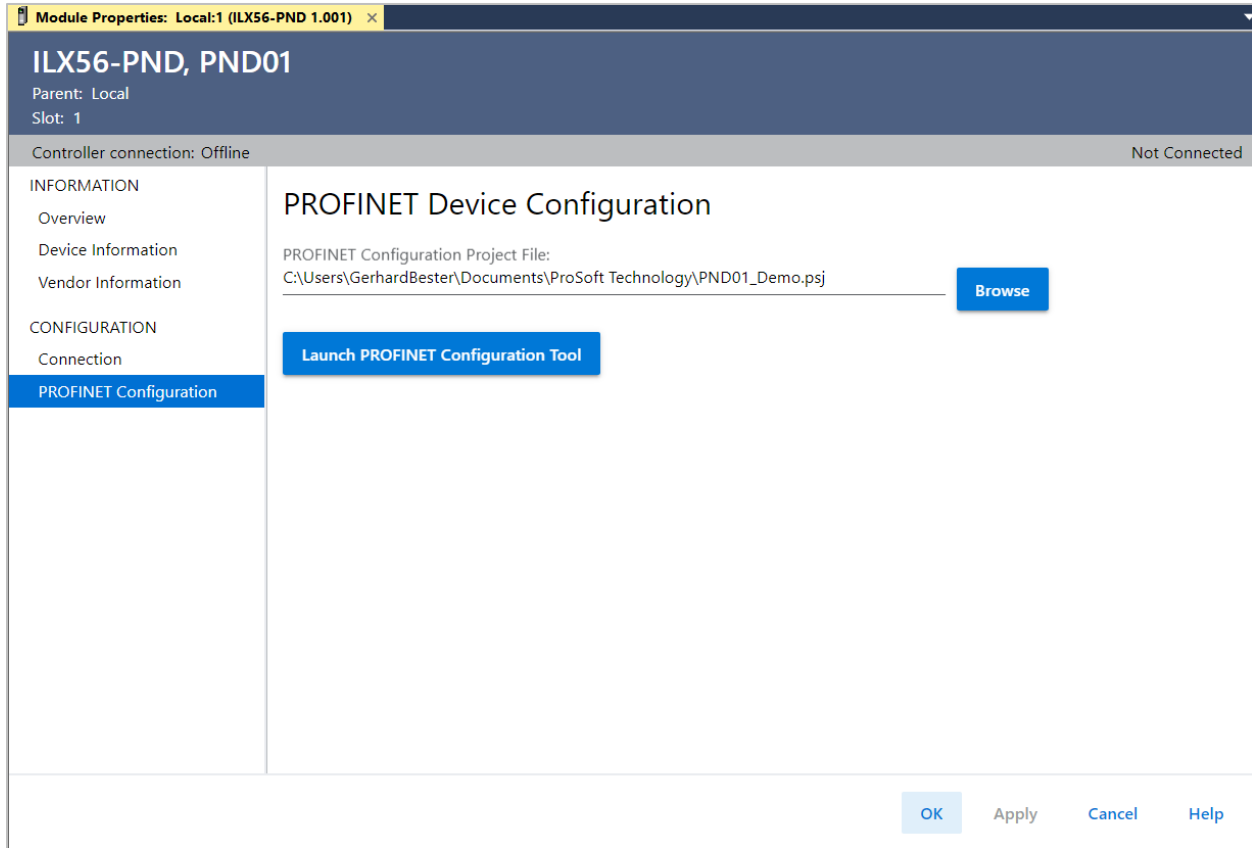 Module Properties: Local:1 (ILX56-PND 1.001) ×
ILX56-PND, PND01
Parent: Local
Slot: 1
Controller connection: Offline
Not Connected
INFORMATION
Overview
Device Information
Vendor Information
CONFIGURATION
Connection
PROFINET Configuration
PROFINET Device Configuration
PROFINET Configuration Project File:
C:\Users\GerhardBester\Documents\ProSoft Technology\PND01_Demo.psj
Browse
Launch PROFINET Configuration Tool
OK Apply Cancel Help